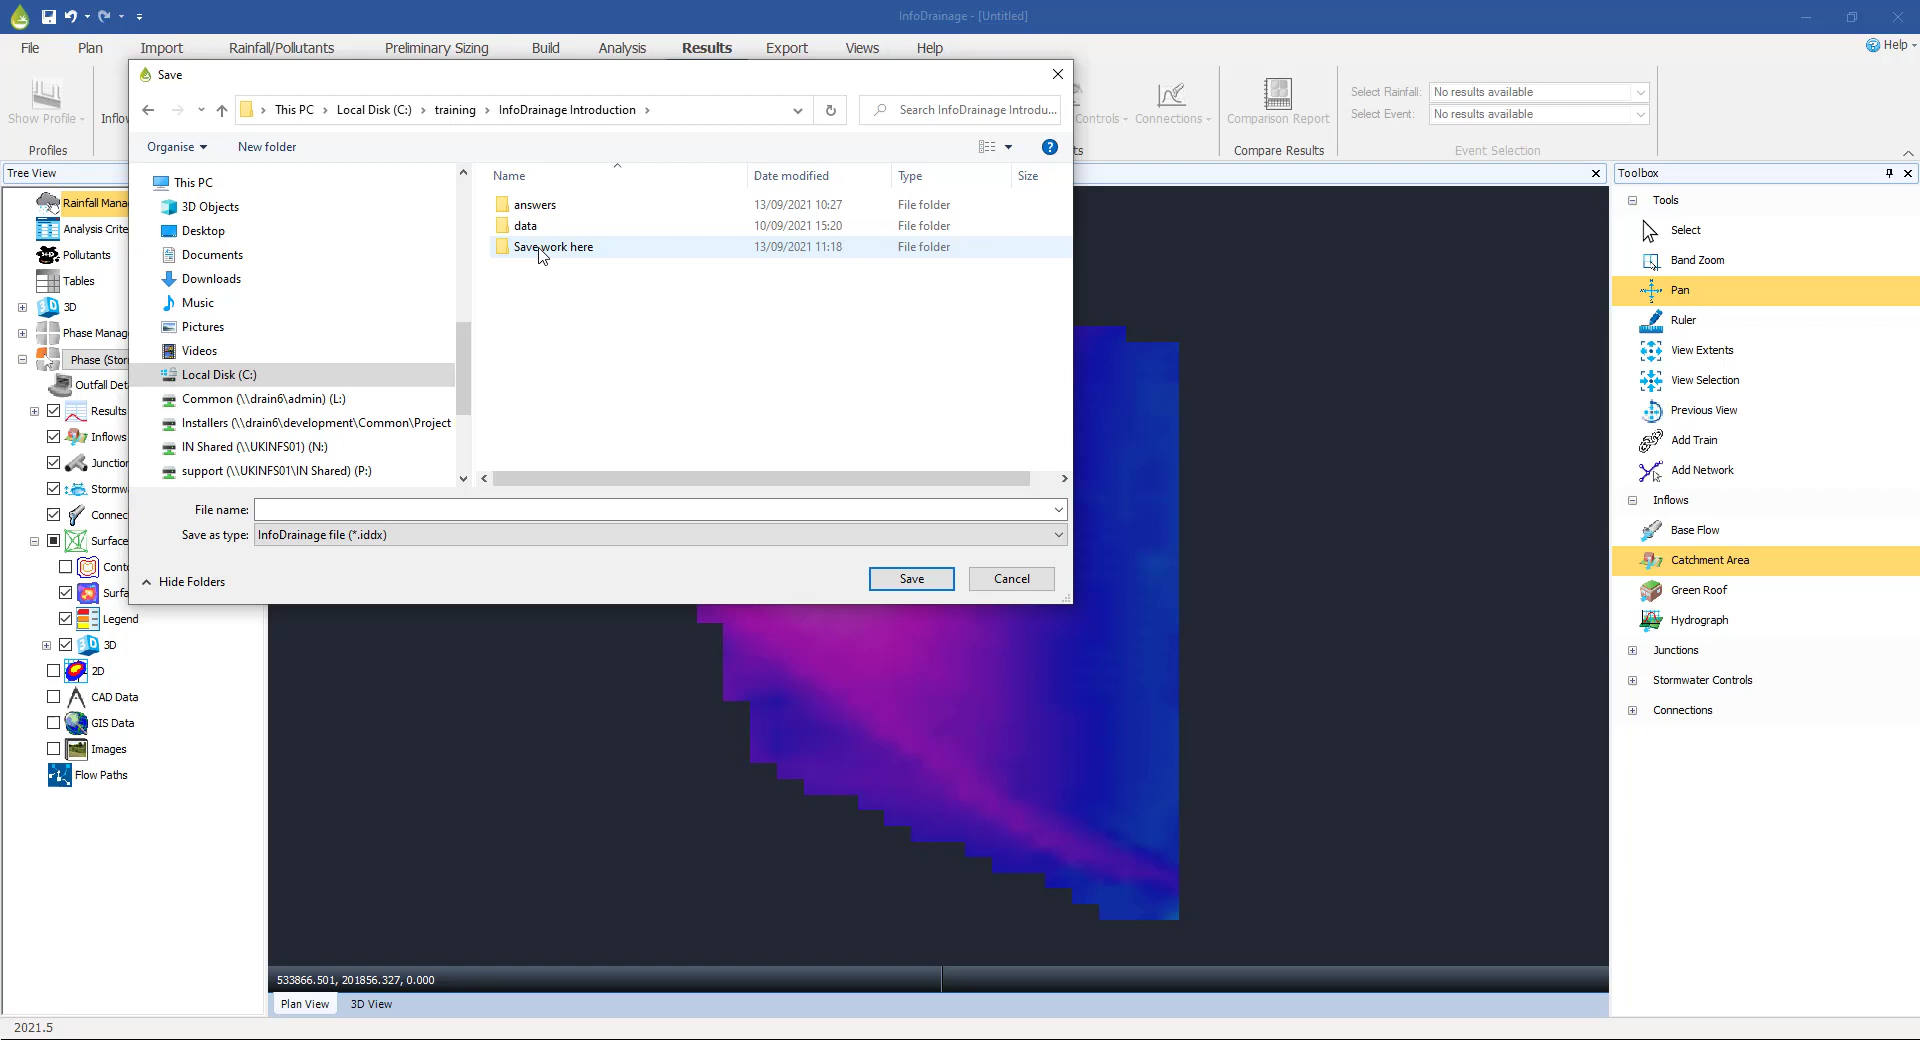 InfoDrainage - [Untitled]
File Plan Import Rainfall/Pollutants Preliminary Sizing Build Analysis Results Export Views Help
Help
Show Profile
Profiles
Controls Connections
Comparison Report
Compare Results
Select Rainfall: No results available
Select Event: No results available
Event Selection
Save
This PC Local Disk (C:) training InfoDrainage Introduction
Search InfoDrainage Introdu...
Organise New folder
Name Date modified Type Size
answers 13/09/2021 10:27 File folder
data 10/09/2021 15:20 File folder
Save work here 13/09/2021 11:18 File folder
This PC
3D Objects
Desktop
Documents
Downloads
Music
Pictures
Videos
Local Disk (C:)
Common (\\drain6\admin) (L:)
Installers (\\drain6\development\Common\Project
IN Shared (\\UKINFS01) (N:)
support (\\UKINFS01\IN Shared) (P:)
File name:
Save as type: InfoDrainage file (*.iddx)
Hide Folders
Save Cancel
Tree View
Rainfall Mana
Analysis Crite
Pollutants
Tables
3D
Phase Manag
Phase (Stor
Outfall Det
Results
Inflows
Junction
Stormw
Connec
Surface
Conto
Surfa
Legend
3D
2D
CAD Data
GIS Data
Images
Flow Paths
533866.501, 201856.327, 0.000
Plan View 3D View
2021.5
Toolbox
Tools
Select
Band Zoom
Pan
Ruler
View Extents
View Selection
Previous View
Add Train
Add Network
Inflows
Base Flow
Catchment Area
Green Roof
Hydrograph
Junctions
Stormwater Controls
Connections